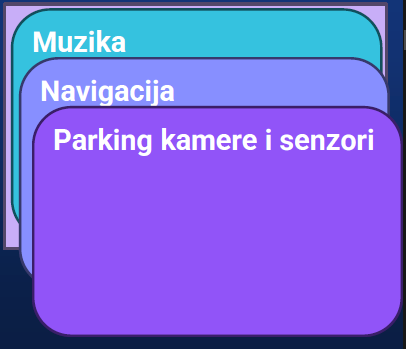 Muzika
Navigacija
Parking kamere i senzori